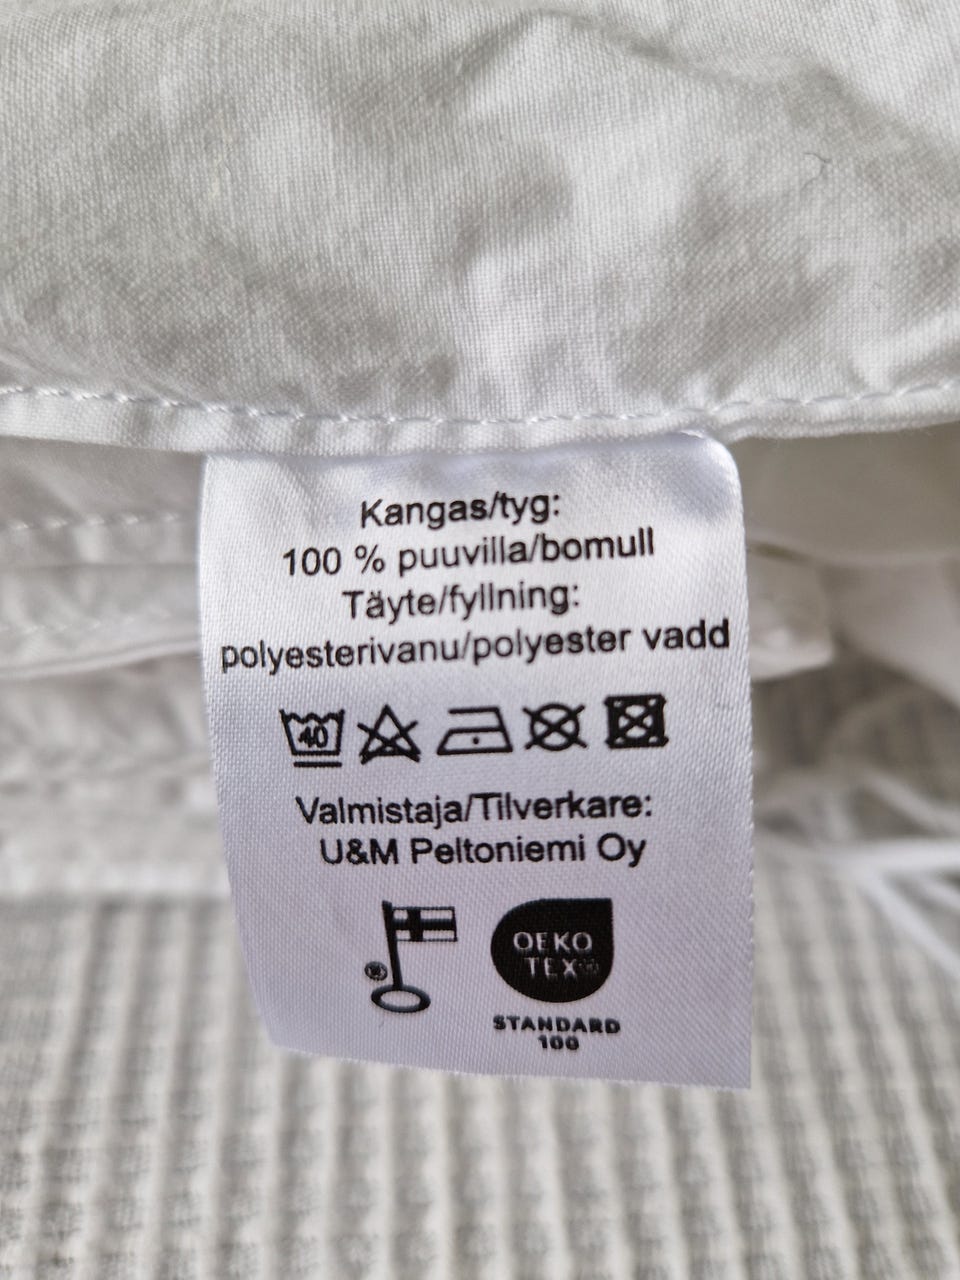 Kangas/tyg:
100 % puuvilla/bomull
Täyte/fyllning:
polyesterivanu/polyester vadd
40
Valmistaja/Tilverkare:
U&M Peltoniemi Oy
OEKO
TEX®
STANDARD
100